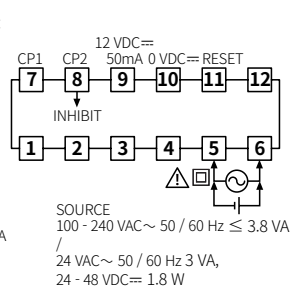 12 VDC⎓
CP1 CP2 50mA 0 VDC⎓ RESET
7 8 9 10 11 12
INHIBIT
1 2 3 4 5 6
SOURCE
100 - 240 VAC～ 50 / 60 Hz ≤ 3.8 VA
/
24 VAC～ 50 / 60 Hz 3 VA,
24 - 48 VDC⎓ 1.8 W
A